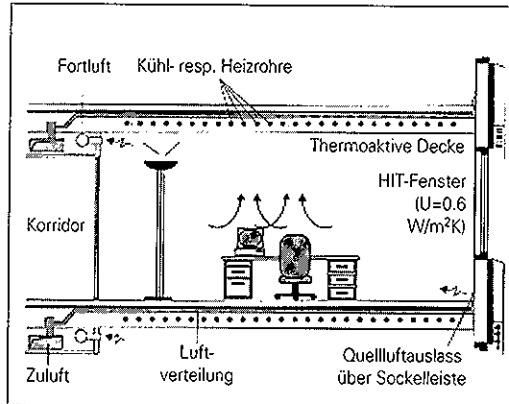 Fortluft
Kühl- resp. Heizrohre
Thermoaktive Decke
HIT-Fenster
(U=0.6
W/m²K)
Korridor
Zuluft
Luft-
verteilung
Quellluftauslass
über Sockelleiste